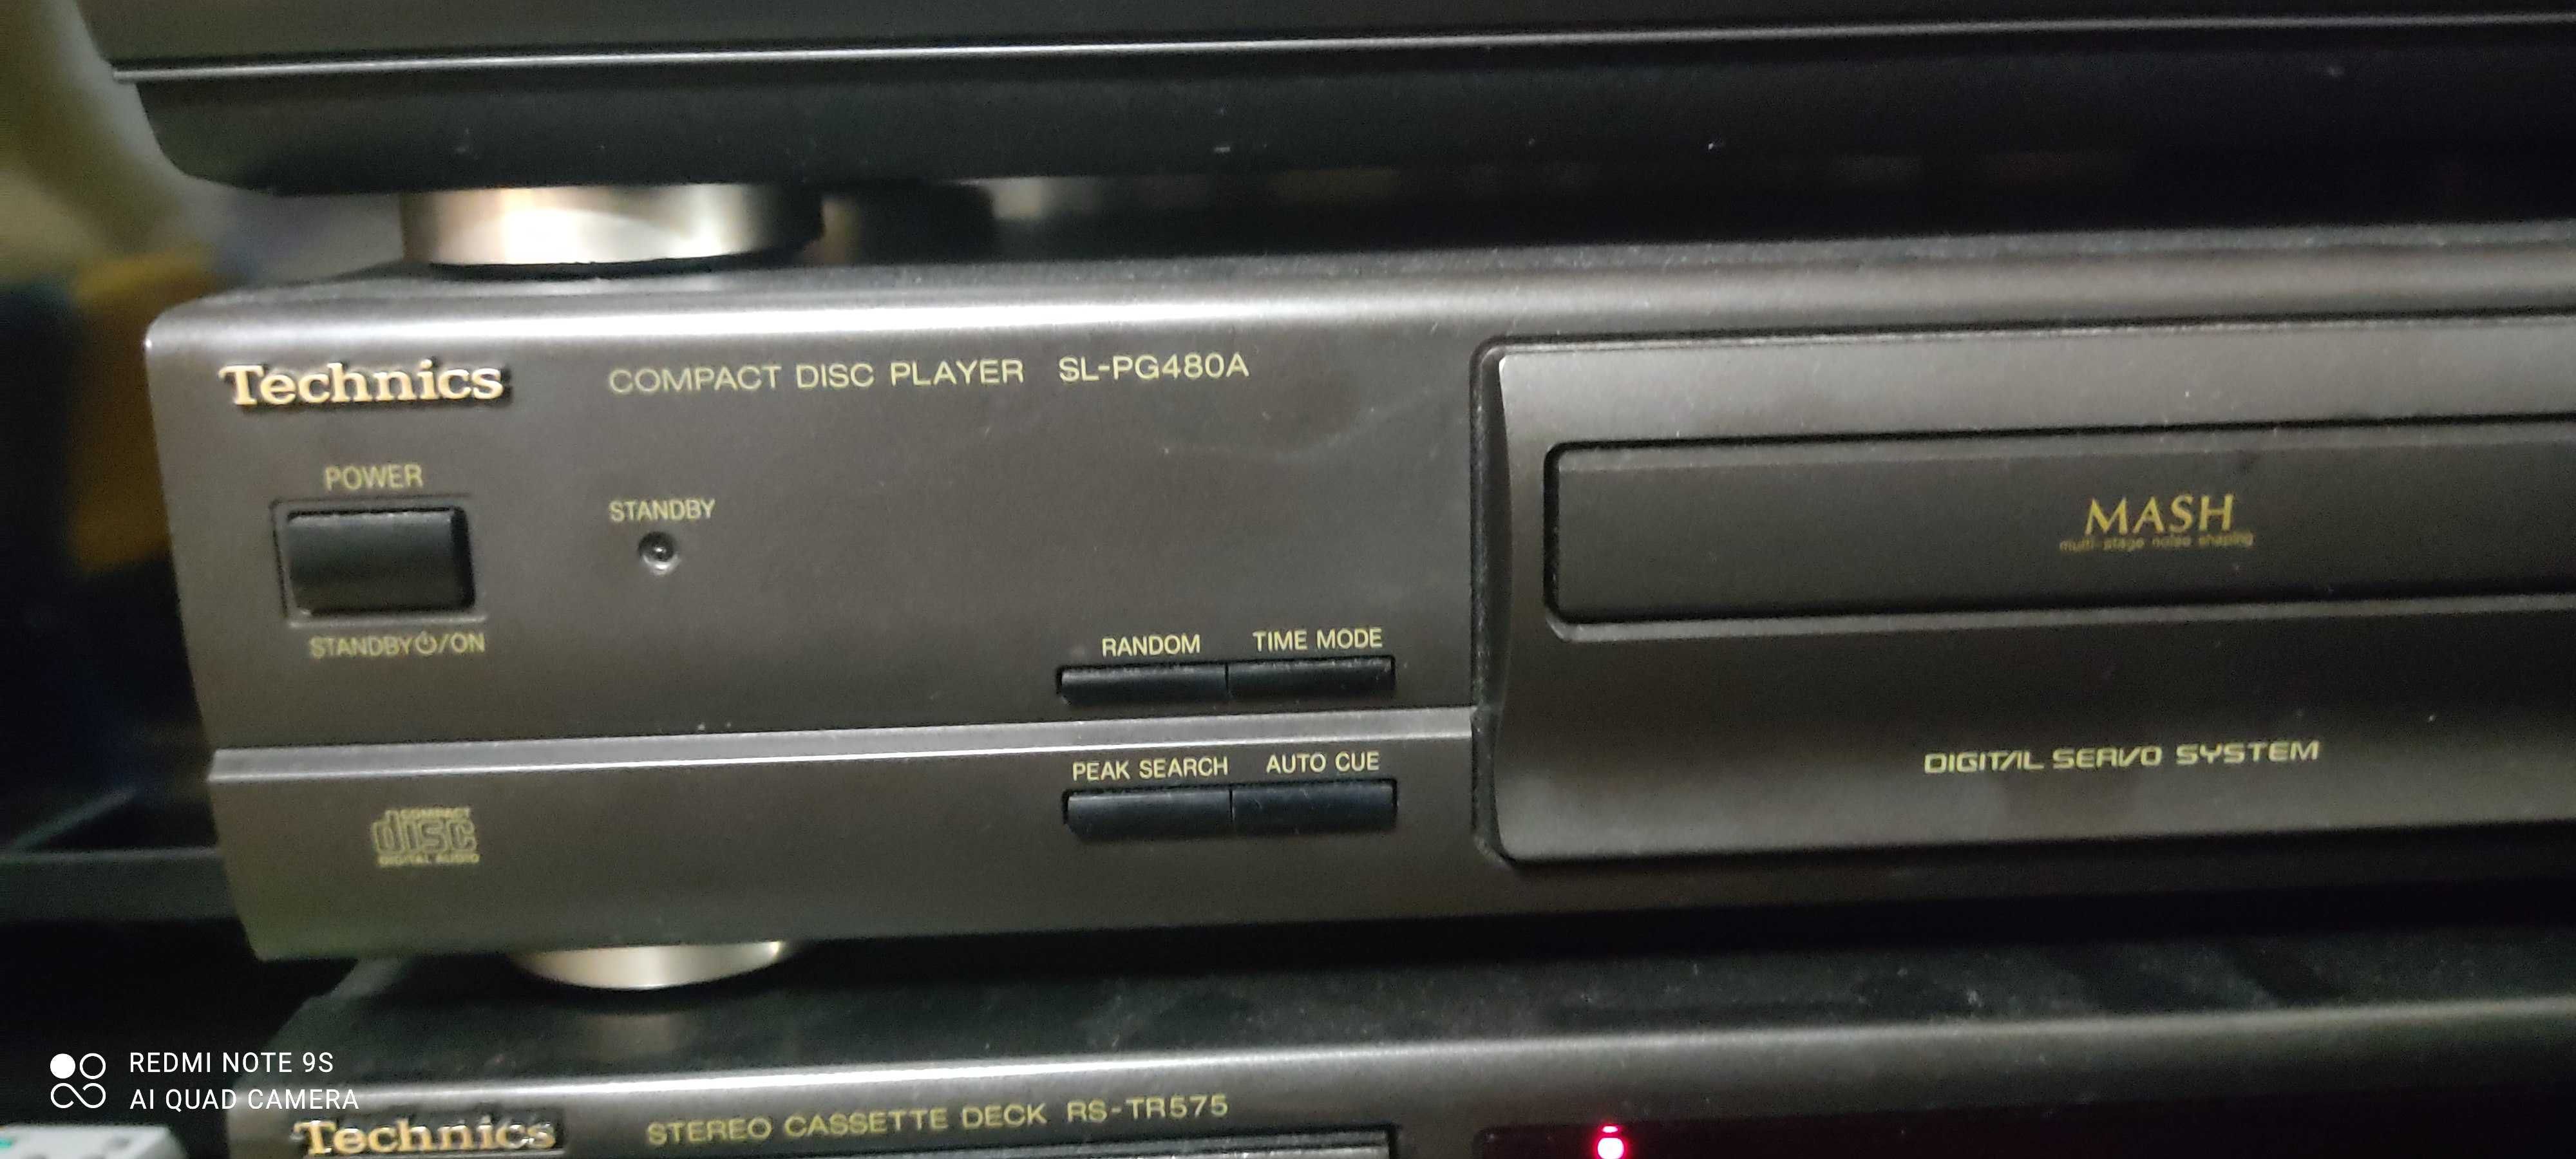 Technics COMPACT DISC PLAYER SL-PG480A
POWER
STANDBY⏻/ON
STANDBY
RANDOM TIME MODE
PEAK SEARCH AUTO CUE
COMPACT
disc
DIGITAL AUDIO
MASH
multi-stage noise shaping
DIGITAL SERVO SYSTEM
Technics STEREO CASSETTE DECK RS-TR575
REDMI NOTE 9S
AI QUAD CAMERA